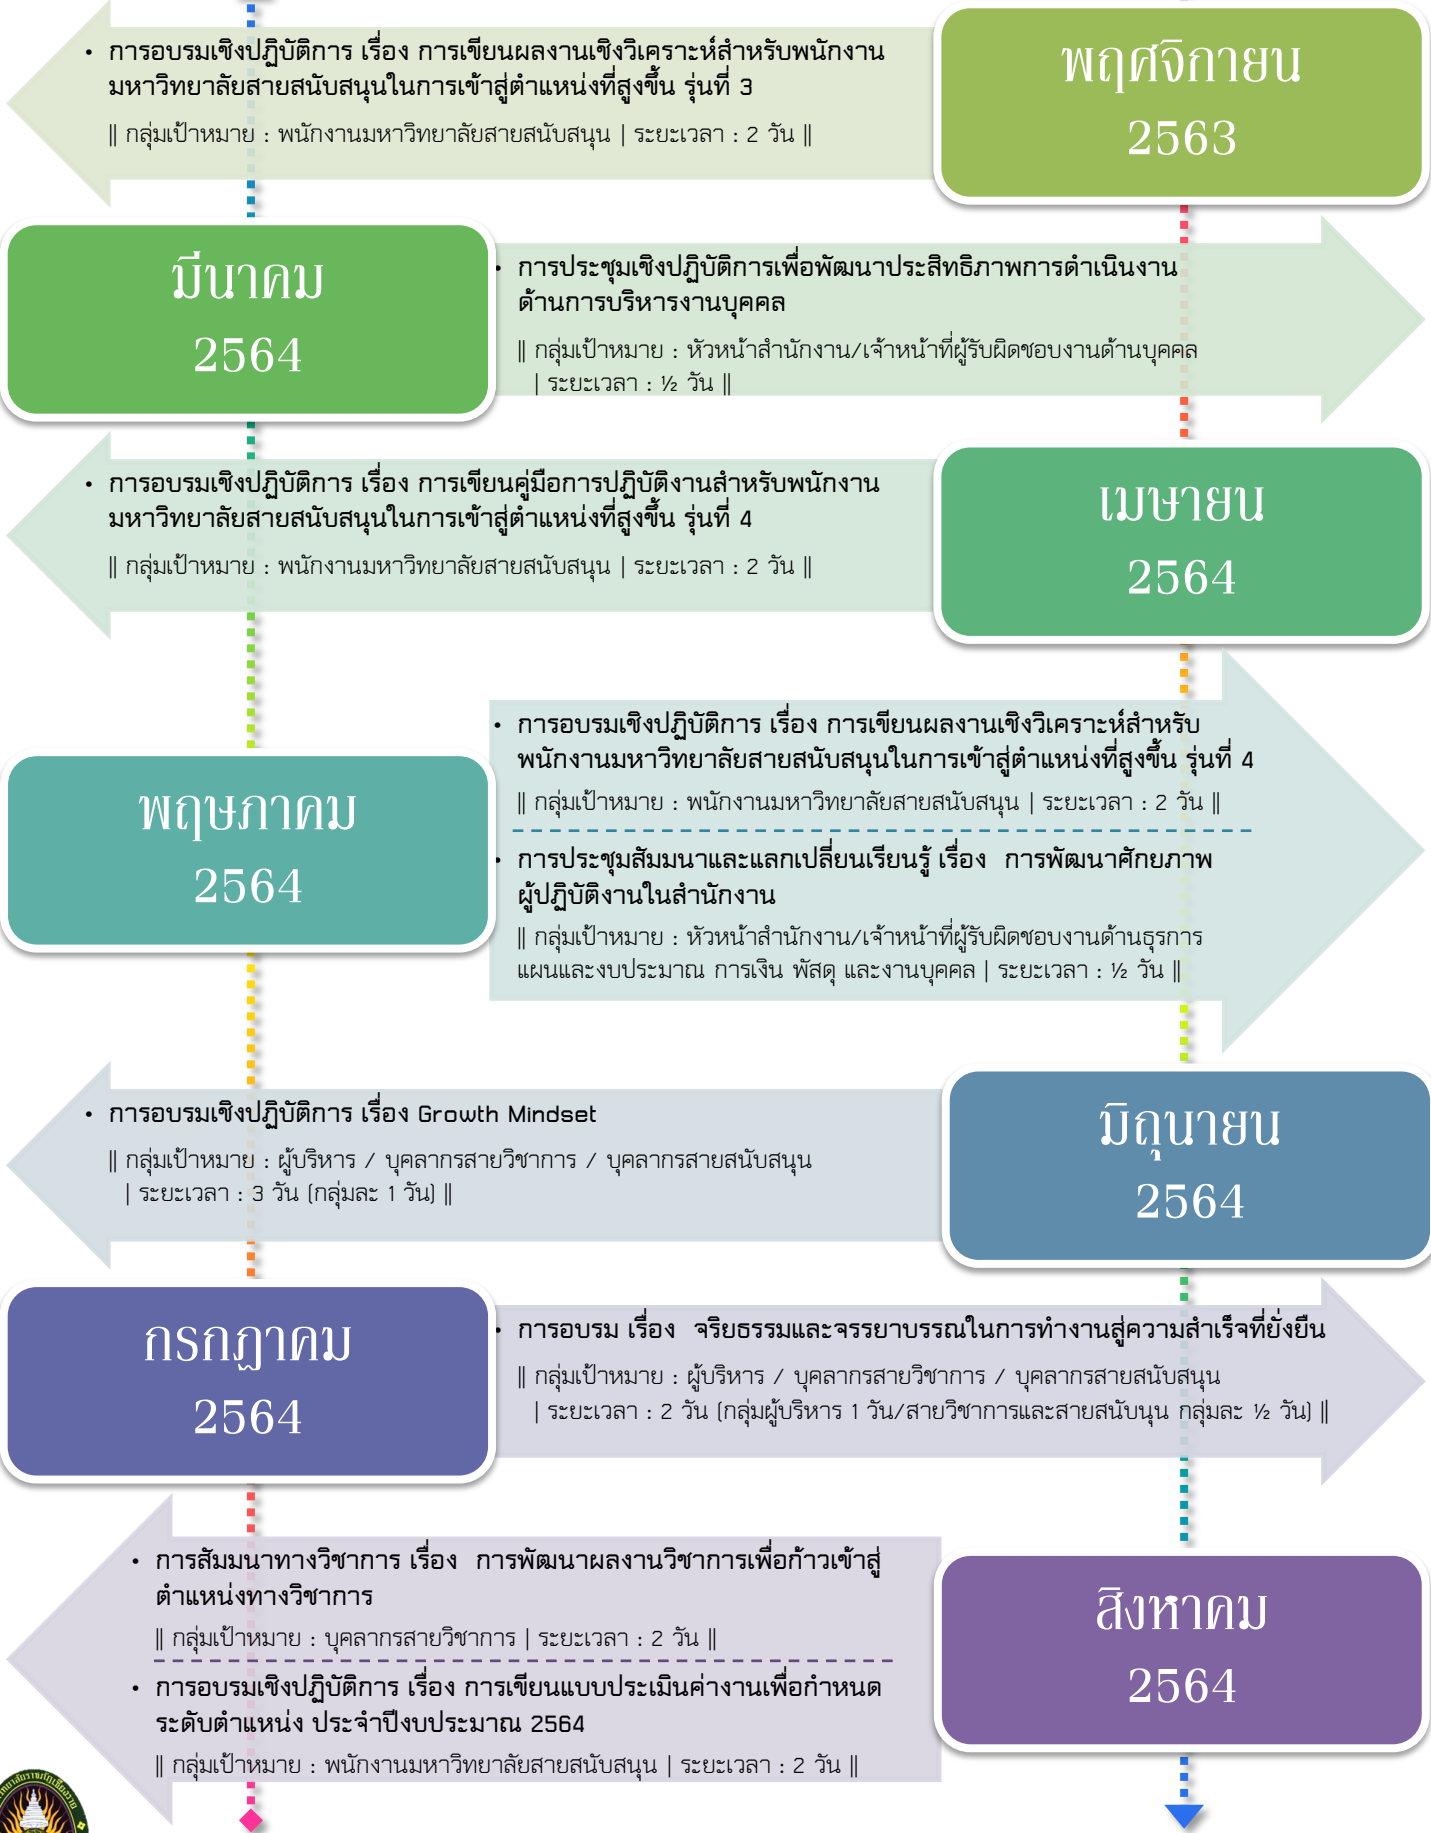 • การอบรมเชิงปฏิบัติการ เรื่อง การเขียนผลงานเชิงวิเคราะห์สำหรับพนักงาน
มหาวิทยาลัยสายสนับสนุนในการเข้าสู่ตำแหน่งที่สูงขึ้น รุ่นที่ 3
|| กลุ่มเป้าหมาย : พนักงานมหาวิทยาลัยสายสนับสนุน | ระยะเวลา : 2 วัน ||
พฤศจิกายน
2563
มีนาคม
2564
• การประชุมเชิงปฏิบัติการเพื่อพัฒนาประสิทธิภาพการดำเนินงาน
ด้านการบริหารงานบุคคล
|| กลุ่มเป้าหมาย : หัวหน้าสำนักงาน/เจ้าหน้าที่ผู้รับผิดชอบงานด้านบุคคล
| ระยะเวลา : ½ วัน ||
• การอบรมเชิงปฏิบัติการ เรื่อง การเขียนคู่มือการปฏิบัติงานสำหรับพนักงาน
มหาวิทยาลัยสายสนับสนุนในการเข้าสู่ตำแหน่งที่สูงขึ้น รุ่นที่ 4
|| กลุ่มเป้าหมาย : พนักงานมหาวิทยาลัยสายสนับสนุน | ระยะเวลา : 2 วัน ||
เมษายน
2564
พฤษภาคม
2564
• การอบรมเชิงปฏิบัติการ เรื่อง การเขียนผลงานเชิงวิเคราะห์สำหรับ
พนักงานมหาวิทยาลัยสายสนับสนุนในการเข้าสู่ตำแหน่งที่สูงขึ้น รุ่นที่ 4
|| กลุ่มเป้าหมาย : พนักงานมหาวิทยาลัยสายสนับสนุน | ระยะเวลา : 2 วัน ||
• การประชุมสัมมนาและแลกเปลี่ยนเรียนรู้ เรื่อง การพัฒนาศักยภาพ
ผู้ปฏิบัติงานในสำนักงาน
|| กลุ่มเป้าหมาย : หัวหน้าสำนักงาน/เจ้าหน้าที่ผู้รับผิดชอบงานด้านธุรการ
แผนและงบประมาณ การเงิน พัสดุ และงานบุคคล | ระยะเวลา : ½ วัน ||
• การอบรมเชิงปฏิบัติการ เรื่อง Growth Mindset
|| กลุ่มเป้าหมาย : ผู้บริหาร / บุคลากรสายวิชาการ / บุคลากรสายสนับสนุน
| ระยะเวลา : 3 วัน (กลุ่มละ 1 วัน) ||
มิถุนายน
2564
กรกฎาคม
2564
• การอบรม เรื่อง จริยธรรมและจรรยาบรรณในการทำงานสู่ความสำเร็จที่ยั่งยืน
|| กลุ่มเป้าหมาย : ผู้บริหาร / บุคลากรสายวิชาการ / บุคลากรสายสนับสนุน
| ระยะเวลา : 2 วัน (กลุ่มผู้บริหาร 1 วัน/สายวิชาการและสายสนับนุน กลุ่มละ ½ วัน) ||
• การสัมมนาทางวิชาการ เรื่อง การพัฒนาผลงานวิชาการเพื่อก้าวเข้าสู่
ตำแหน่งทางวิชาการ
|| กลุ่มเป้าหมาย : บุคลากรสายวิชาการ | ระยะเวลา : 2 วัน ||
• การอบรมเชิงปฏิบัติการ เรื่อง การเขียนแบบประเมินค่างานเพื่อกำหนด
ระดับตำแหน่ง ประจำปีงบประมาณ 2564
|| กลุ่มเป้าหมาย : พนักงานมหาวิทยาลัยสายสนับสนุน | ระยะเวลา : 2 วัน ||
สิงหาคม
2564